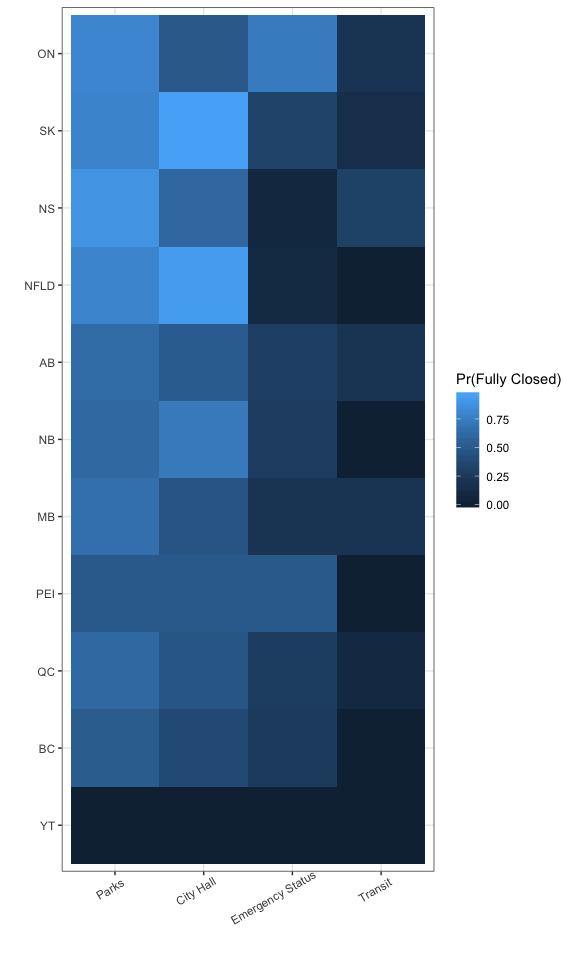 ON
SK
NS
NFLD
AB
NB
MB
PEI
QC
BC
YT
Parks
City Hall
Emergency Status
Transit
Pr(Fully Closed)
0.75
0.50
0.25
0.00